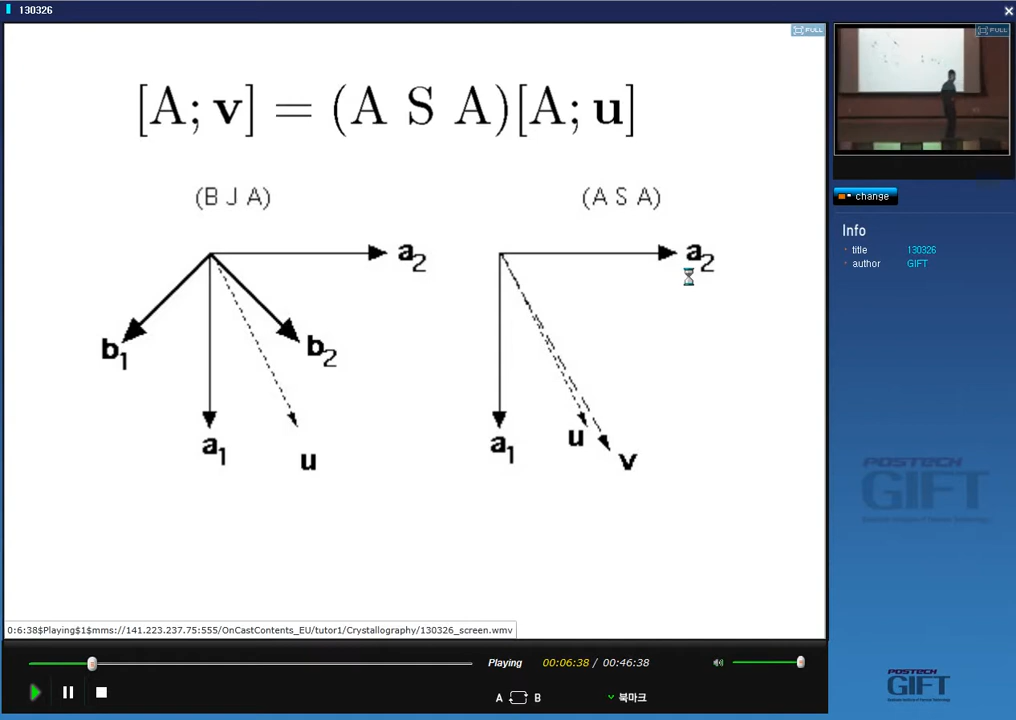 130326
FULL
FULL
[A; v] = (A S A)[A; u]
(B J A)
(A S A)
a2
a2
b1
b2
a1
u
a1
u
v
change
Info
title 130326
author GIFT
POSTECH
GIFT
0:6:38$Playing$1$mms://141.223.237.75:555/OnCastContents_EU/tutor1/Crystallography/130326_screen.wmv
Playing 00:06:38 / 00:46:38
A B 북마크
POSTECH
GIFT